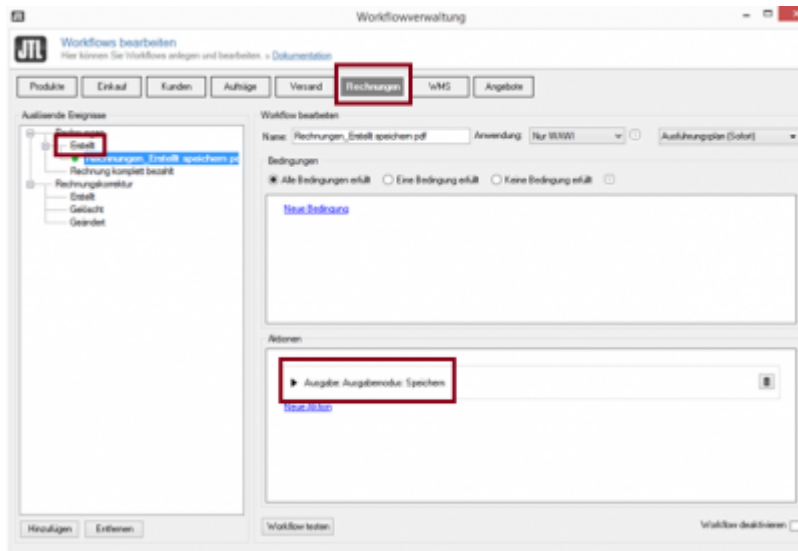 Workflowverwaltung
JTL
Workflows bearbeiten
Hier können Sie Workflows anlegen und bearbeiten. » Dokumentation
Produkte Einkauf Kunden Aufträge Versand Rechnungen WMS Angebote
Auslösende Ereignisse
Workflow bearbeiten
Rechnungen
Name: Rechnungen_Erstellt speichern pdf Anwendung: Nur WAWI Ausführungsplan (Sofort)
Erstellt
Rechnungen_Erstellt speichern pd
Bedingungen
Rechnung komplett bezahlt
Alle Bedingungen erfüllt Eine Bedingung erfüllt Keine Bedingung erfüllt
Rechnungskorrektur
Erstellt
Gelöscht
Geändert
Neue Bedingung
Aktionen
Ausgabe: Ausgabemodus: Speichern
Neue Aktion
Hinzufügen Entfernen Workflow testen Workflow deaktivieren